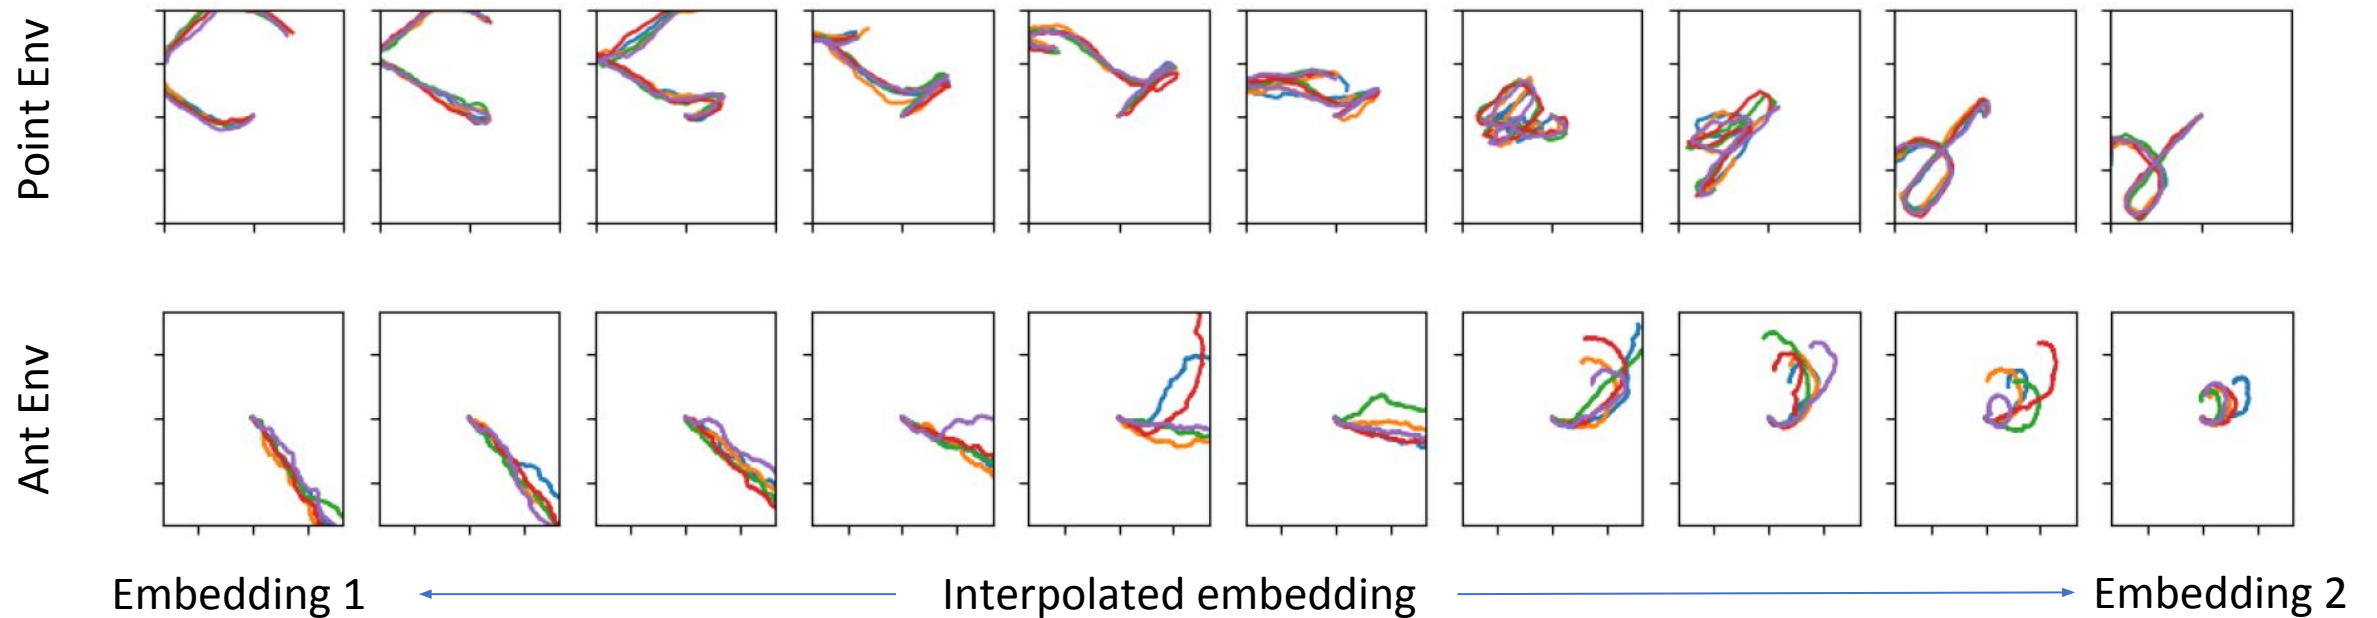 Point Env
Ant Env
Embedding 1
Interpolated embedding
Embedding 2